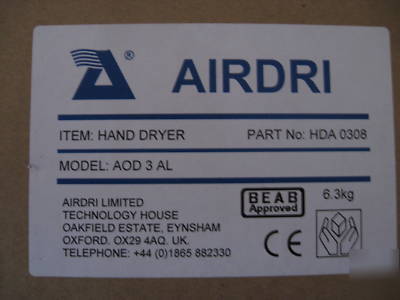 ® AIRDRI
ITEM: HAND DRYER PART No: HDA 0308
MODEL: AOD 3 AL
AIRDRI LIMITED
TECHNOLOGY HOUSE
OAKFIELD ESTATE, EYNSHAM
OXFORD. OX29 4AQ. UK.
TELEPHONE: +44 (0)1865 882330
BEAB
Approved
6.3kg
CE